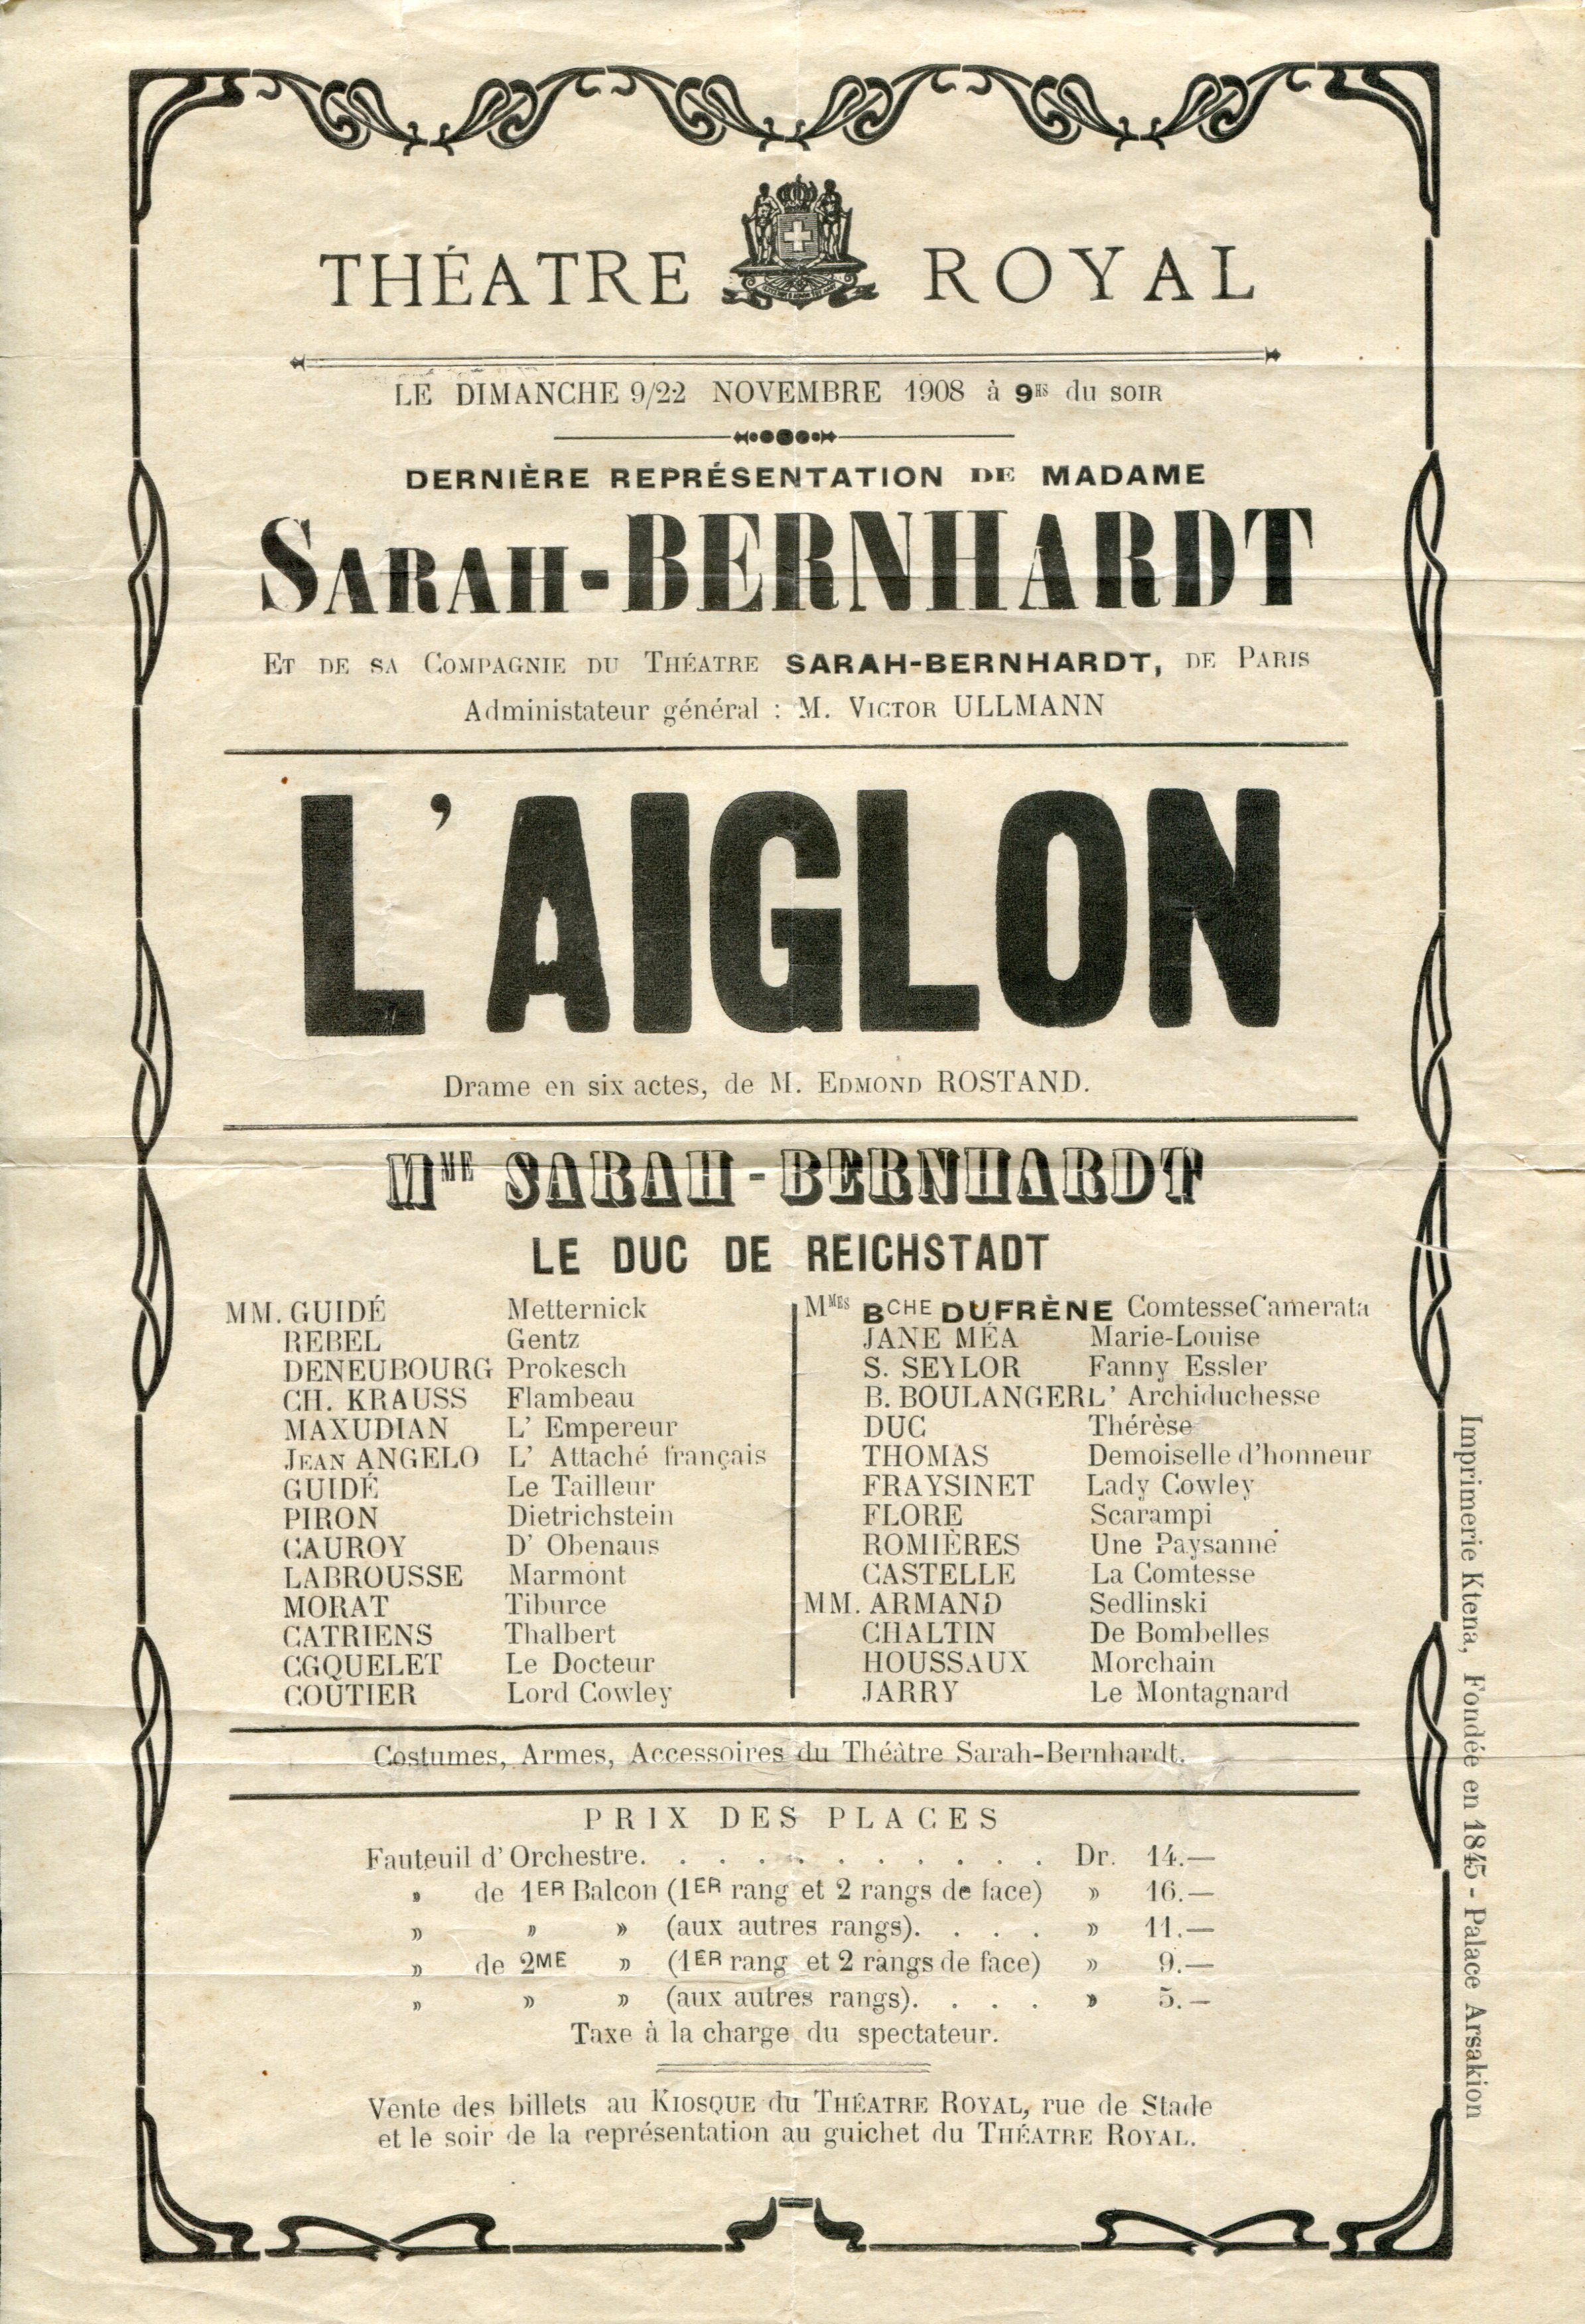 THÉATRE ROYAL
LE DIMANCHE 9/22 NOVEMBRE 1908 à 9HS du SOIR
DERNIÈRE REPRÉSENTATION DE MADAME
SARAH-BERNHARDT
ET DE SA COMPAGNIE DU THÉATRE SARAH-BERNHARDT, DE PARIS
Administateur général : M. VICTOR ULLMANN
L'AIGLON
Drame en six actes, de M. EDMOND ROSTAND.
MME SARAH-BERNHARDT
LE DUC DE REICHSTADT
MM. GUIDÉ Metternick
REBEL Gentz
DENEUBOURG Prokesch
CH. KRAUSS Flambeau
MAXUDIAN L' Empereur
JEAN ANGELO L' Attaché français
GUIDÉ Le Tailleur
PIRON Dietrichstein
CAUROY D' Obenaus
LABROUSSE Marmont
MORAT Tiburce
CATRIENS Thalbert
CGQUELET Le Docteur
COUTIER Lord Cowley
MMES BCHE DUFRÈNE ComtesseCamerata
JANE MÉA Marie-Louise
S. SEYLOR Fanny Essler
B. BOULANGERL' Archiduchesse
DUC Thérèse
THOMAS Demoiselle d'honneur
FRAYSINET Lady Cowley
FLORE Scarampi
ROMIÈRES Une Paysanne
CASTELLE La Comtesse
MM. ARMAND Sedlinski
CHALTIN De Bombelles
HOUSSAUX Morchain
JARRY Le Montagnard
Costumes, Armes, Accessoires du Théàtre Sarah-Bernhardt.
PRIX DES PLACES
Fauteuil d' Orchestre. . . . . . . . . . . . Dr. 14.—
» de 1ER Balcon (1ER rang et 2 rangs de face) » 16.—
» » » (aux autres rangs). . . . » 11.—
» de 2ME » (1ER rang et 2 rangs de face) » 9.—
» » » (aux autres rangs). . . . » 5.—
Taxe à la charge du spectateur.
Vente des billets au KIOSQUE du THÉATRE ROYAL, rue de Stade
et le soir de la représentation au guichet du THÉATRE ROYAL.
Imprimerie Ktena, Fondée en 1845 - Palace Arsakion